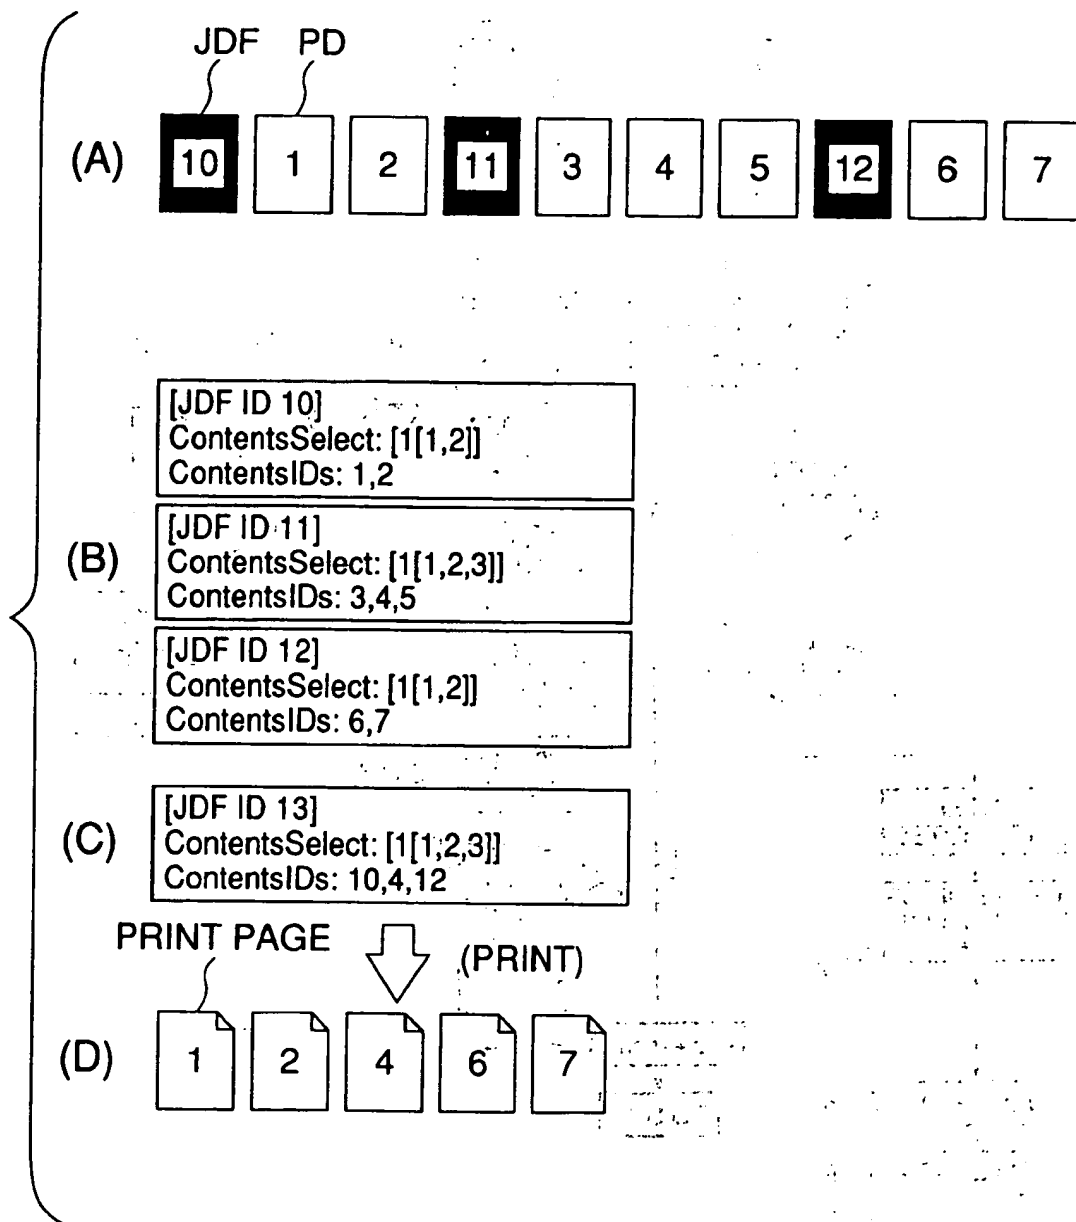 JDF PD
(A) 10 1 2 11 3 4 5 12 6 7
[JDF ID 10]
ContentsSelect: [1[1,2]]
ContentsIDs: 1,2
(B)
[JDF ID 11]
ContentsSelect: [1[1,2,3]]
ContentsIDs: 3,4,5
[JDF ID 12]
ContentsSelect: [1[1,2]]
ContentsIDs: 6,7
(C)
[JDF ID 13]
ContentsSelect: [1[1,2,3]]
ContentsIDs: 10,4,12
PRINT PAGE (PRINT)
(D) 1 2 4 6 7